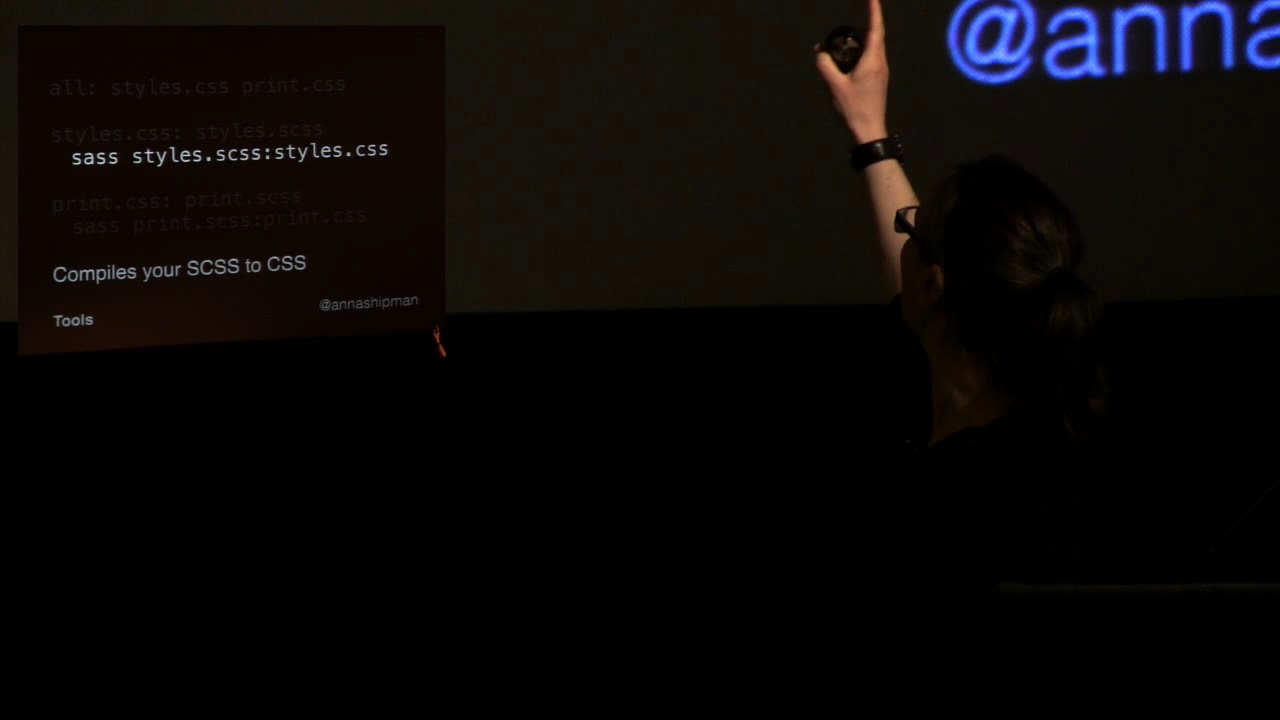 all: styles.css print.css
styles.css: styles.scss
sass styles.scss:styles.css
print.css: print.scss
sass print.scss:print.css
Compiles your SCSS to CSS
@annashipman
Tools
@anna